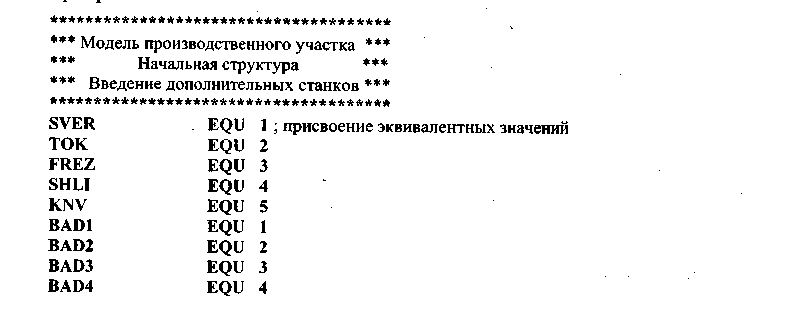 ****************************************
*** Модель производственного участка ***
*** Начальная структура ***
*** Введение дополнительных станков ***
****************************************
SVER EQU 1 ; присвоение эквивалентных значений
TOK EQU 2
FREZ EQU 3
SHLI EQU 4
KNV EQU 5
BAD1 EQU 1
BAD2 EQU 2
BAD3 EQU 3
BAD4 EQU 4